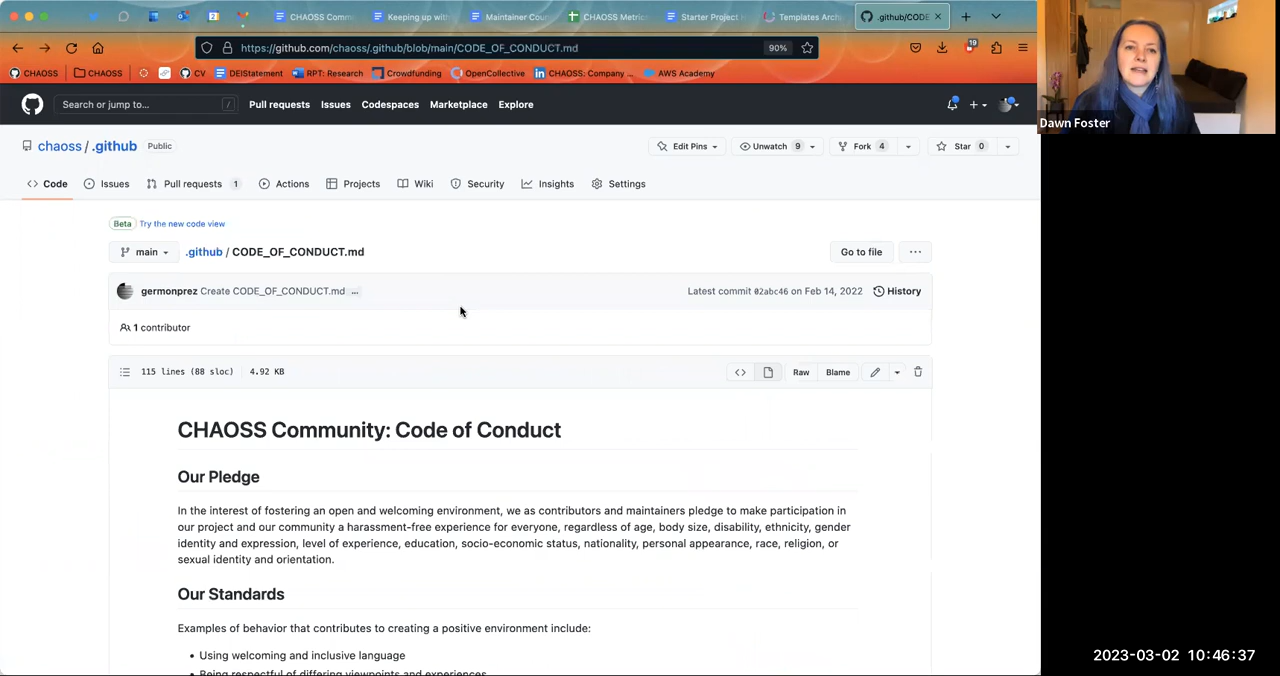 CHAOSS Comm
Keeping up with
Maintainer Cou
CHAOSS Metric
Starter Project
Templates Arch
.github/CODE
https://github.com/chaoss/.github/blob/main/CODE_OF_CONDUCT.md
90%
19
CHAOSS
CHAOSS
CV
DEIStatement
RPT: Research
Crowdfunding
OpenCollective
CHAOSS: Company ...
AWS Academy
Dawn Foster
Search or jump to...
/
Pull requests
Issues
Codespaces
Marketplace
Explore
chaoss / .github
Public
Edit Pins
Unwatch 9
Fork 4
Star 0
Code
Issues
Pull requests 1
Actions
Projects
Wiki
Security
Insights
Settings
Beta Try the new code view
main
.github / CODE_OF_CONDUCT.md
Go to file
germonprez Create CODE_OF_CONDUCT.md ...
Latest commit 02abc46 on Feb 14, 2022
History
1 contributor
115 lines (88 sloc) 4.92 KB
Raw
Blame
CHAOSS Community: Code of Conduct
Our Pledge
In the interest of fostering an open and welcoming environment, we as contributors and maintainers pledge to make participation in
our project and our community a harassment-free experience for everyone, regardless of age, body size, disability, ethnicity, gender
identity and expression, level of experience, education, socio-economic status, nationality, personal appearance, race, religion, or
sexual identity and orientation.
Our Standards
Examples of behavior that contributes to creating a positive environment include:
Using welcoming and inclusive language
Being respectful of differing viewpoints and experiences
2023-03-02 10:46:37